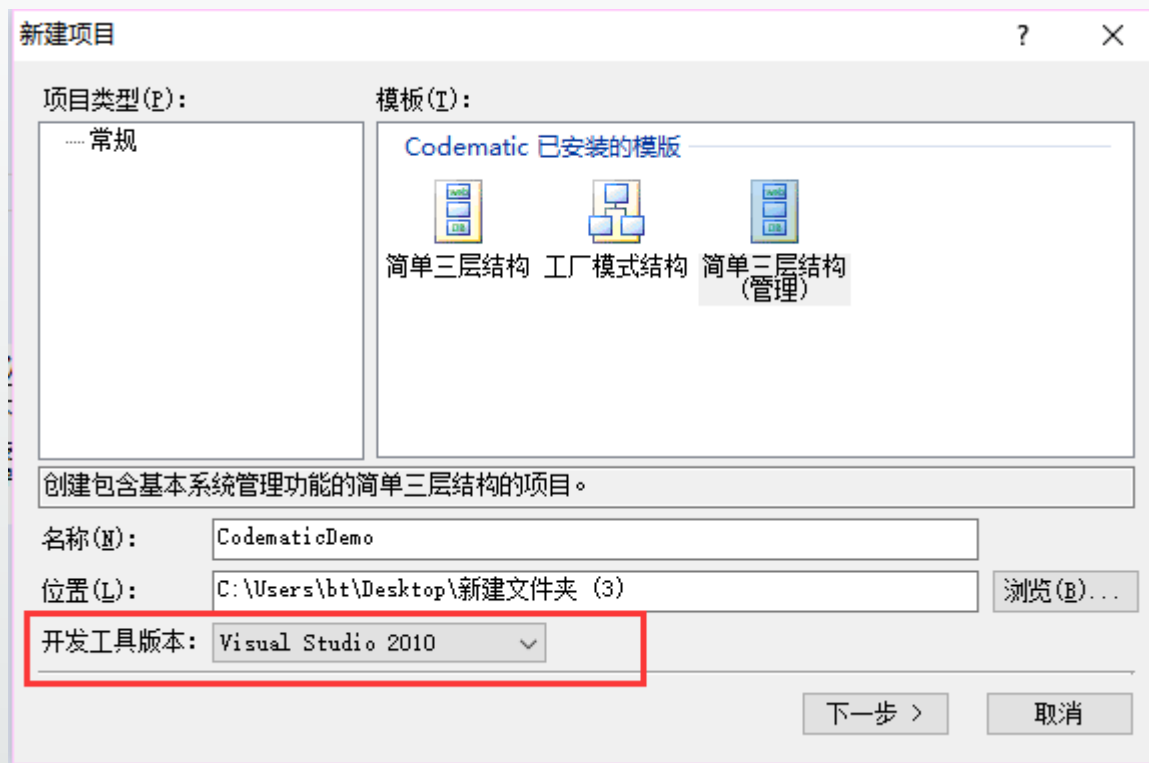 新建项目
项目类型(P):
模板(T):
常规
Codematic 已安装的模版
简单三层结构
工厂模式结构
简单三层结构
(管理)
创建包含基本系统管理功能的简单三层结构的项目。
名称(N):
CodematicDemo
位置(L):
C:\Users\bt\Desktop\新建文件夹 (3)
浏览(B)...
开发工具版本:
Visual Studio 2010
下一步 >
取消